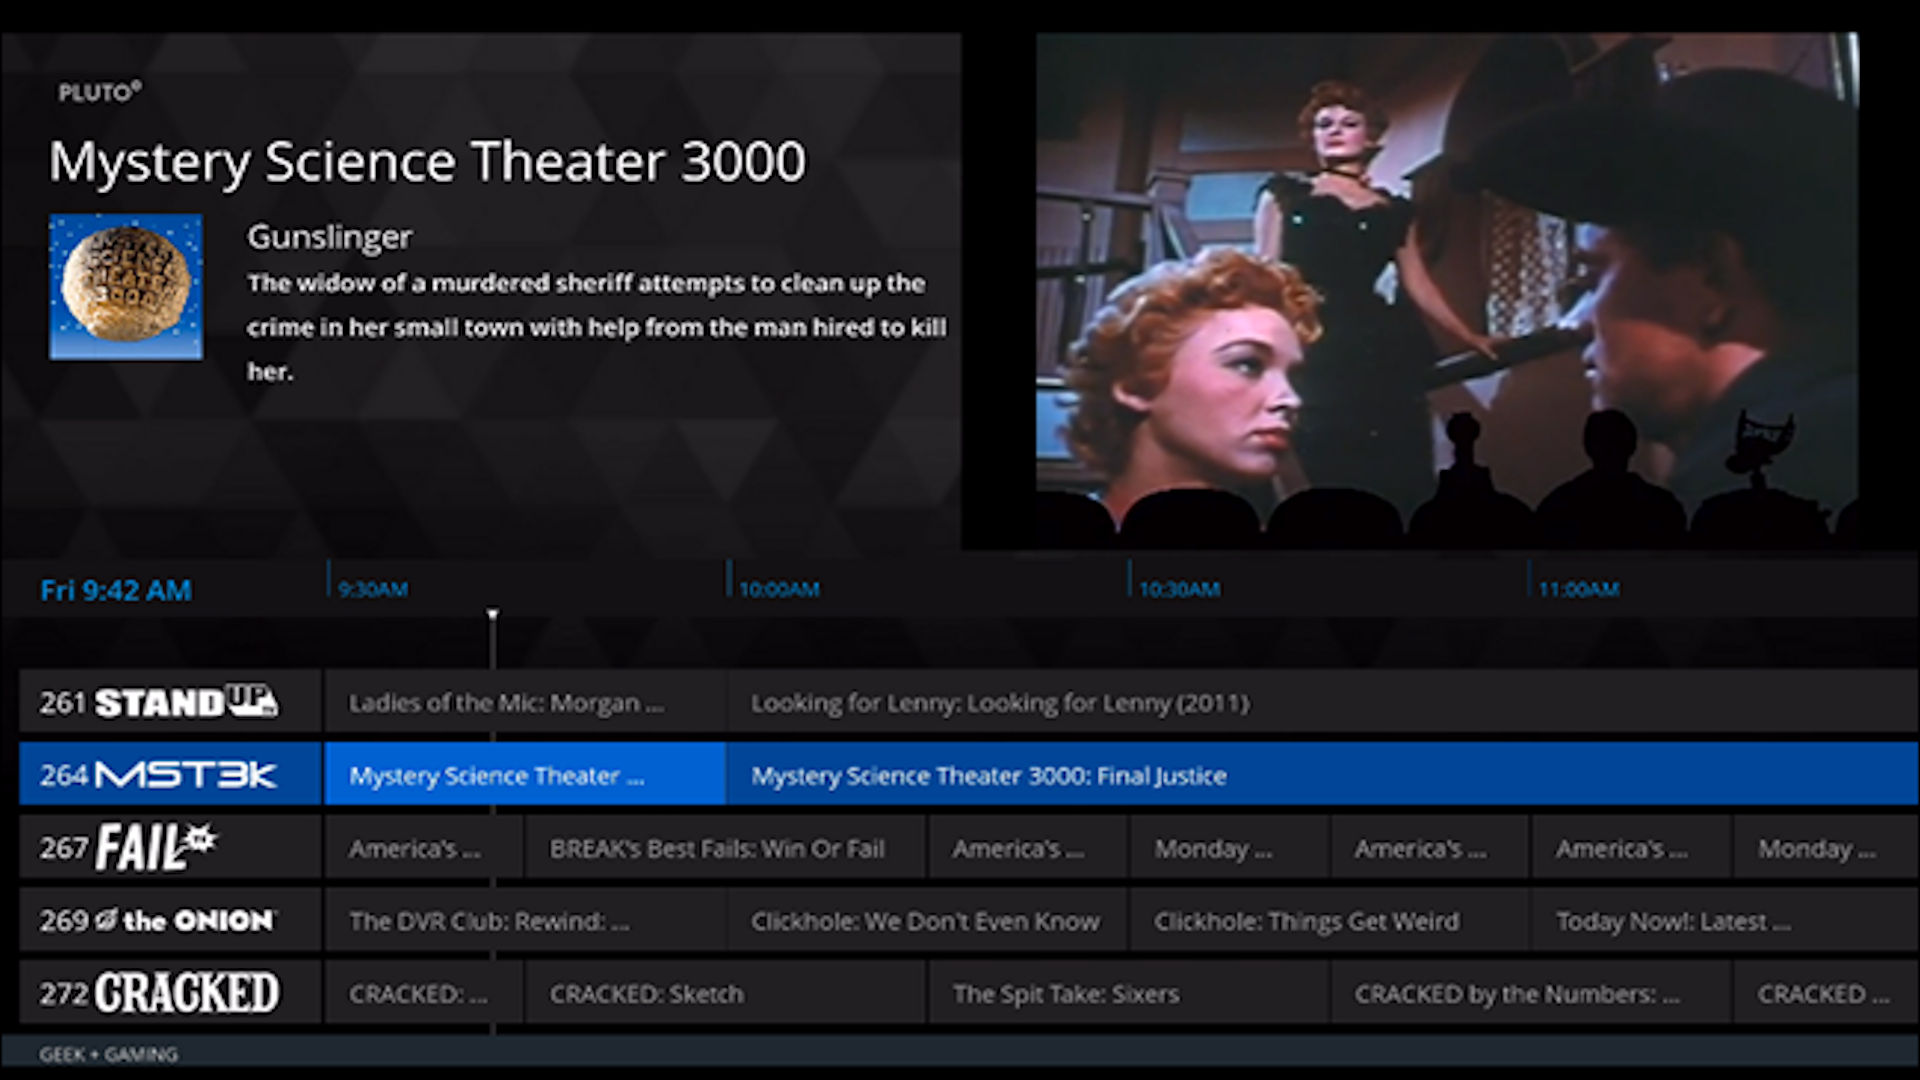 PLUTO
Mystery Science Theater 3000
MYSTERY SCIENCE THEATER 3000
Gunslinger
The widow of a murdered sheriff attempts to clean up the
crime in her small town with help from the man hired to kill
her.
Fri 9:42 AM 9:30AM 10:00AM 10:30AM 11:00AM
261 STAND UP Ladies of the Mic: Morgan ... Looking for Lenny: Looking for Lenny (2011)
264 MST3K Mystery Science Theater ... Mystery Science Theater 3000: Final Justice
267 FAIL America's ... BREAK's Best Fails: Win Or Fail America's ... Monday ... America's ... America's ... Monday ...
269 the ONION The DVR Club: Rewind: ... Clickhole: We Don't Even Know Clickhole: Things Get Weird Today Now!: Latest ...
272 CRACKED CRACKED: ... CRACKED: Sketch The Spit Take: Sixers CRACKED by the Numbers: ... CRACKED ...
GEEK + GAMING